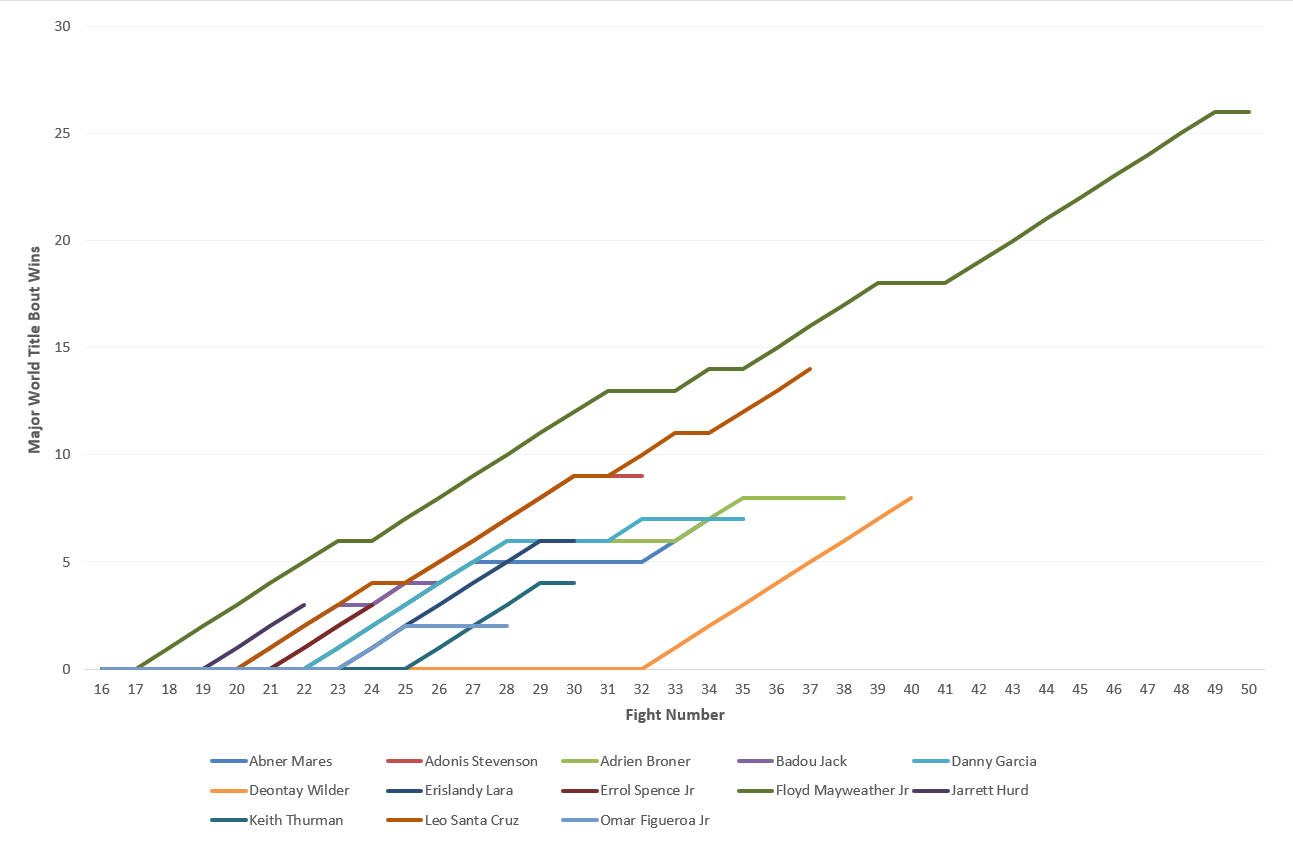 30
25
20
15
10
5
0
Major World Title Bout Wins
16 17 18 19 20 21 22 23 24 25 26 27 28 29 30 31 32 33 34 35 36 37 38 39 40 41 42 43 44 45 46 47 48 49 50
Fight Number
Abner Mares Adonis Stevenson Adrien Broner Badou Jack Danny Garcia
Deontay Wilder Erislandy Lara Errol Spence Jr Floyd Mayweather Jr Jarrett Hurd
Keith Thurman Leo Santa Cruz Omar Figueroa Jr